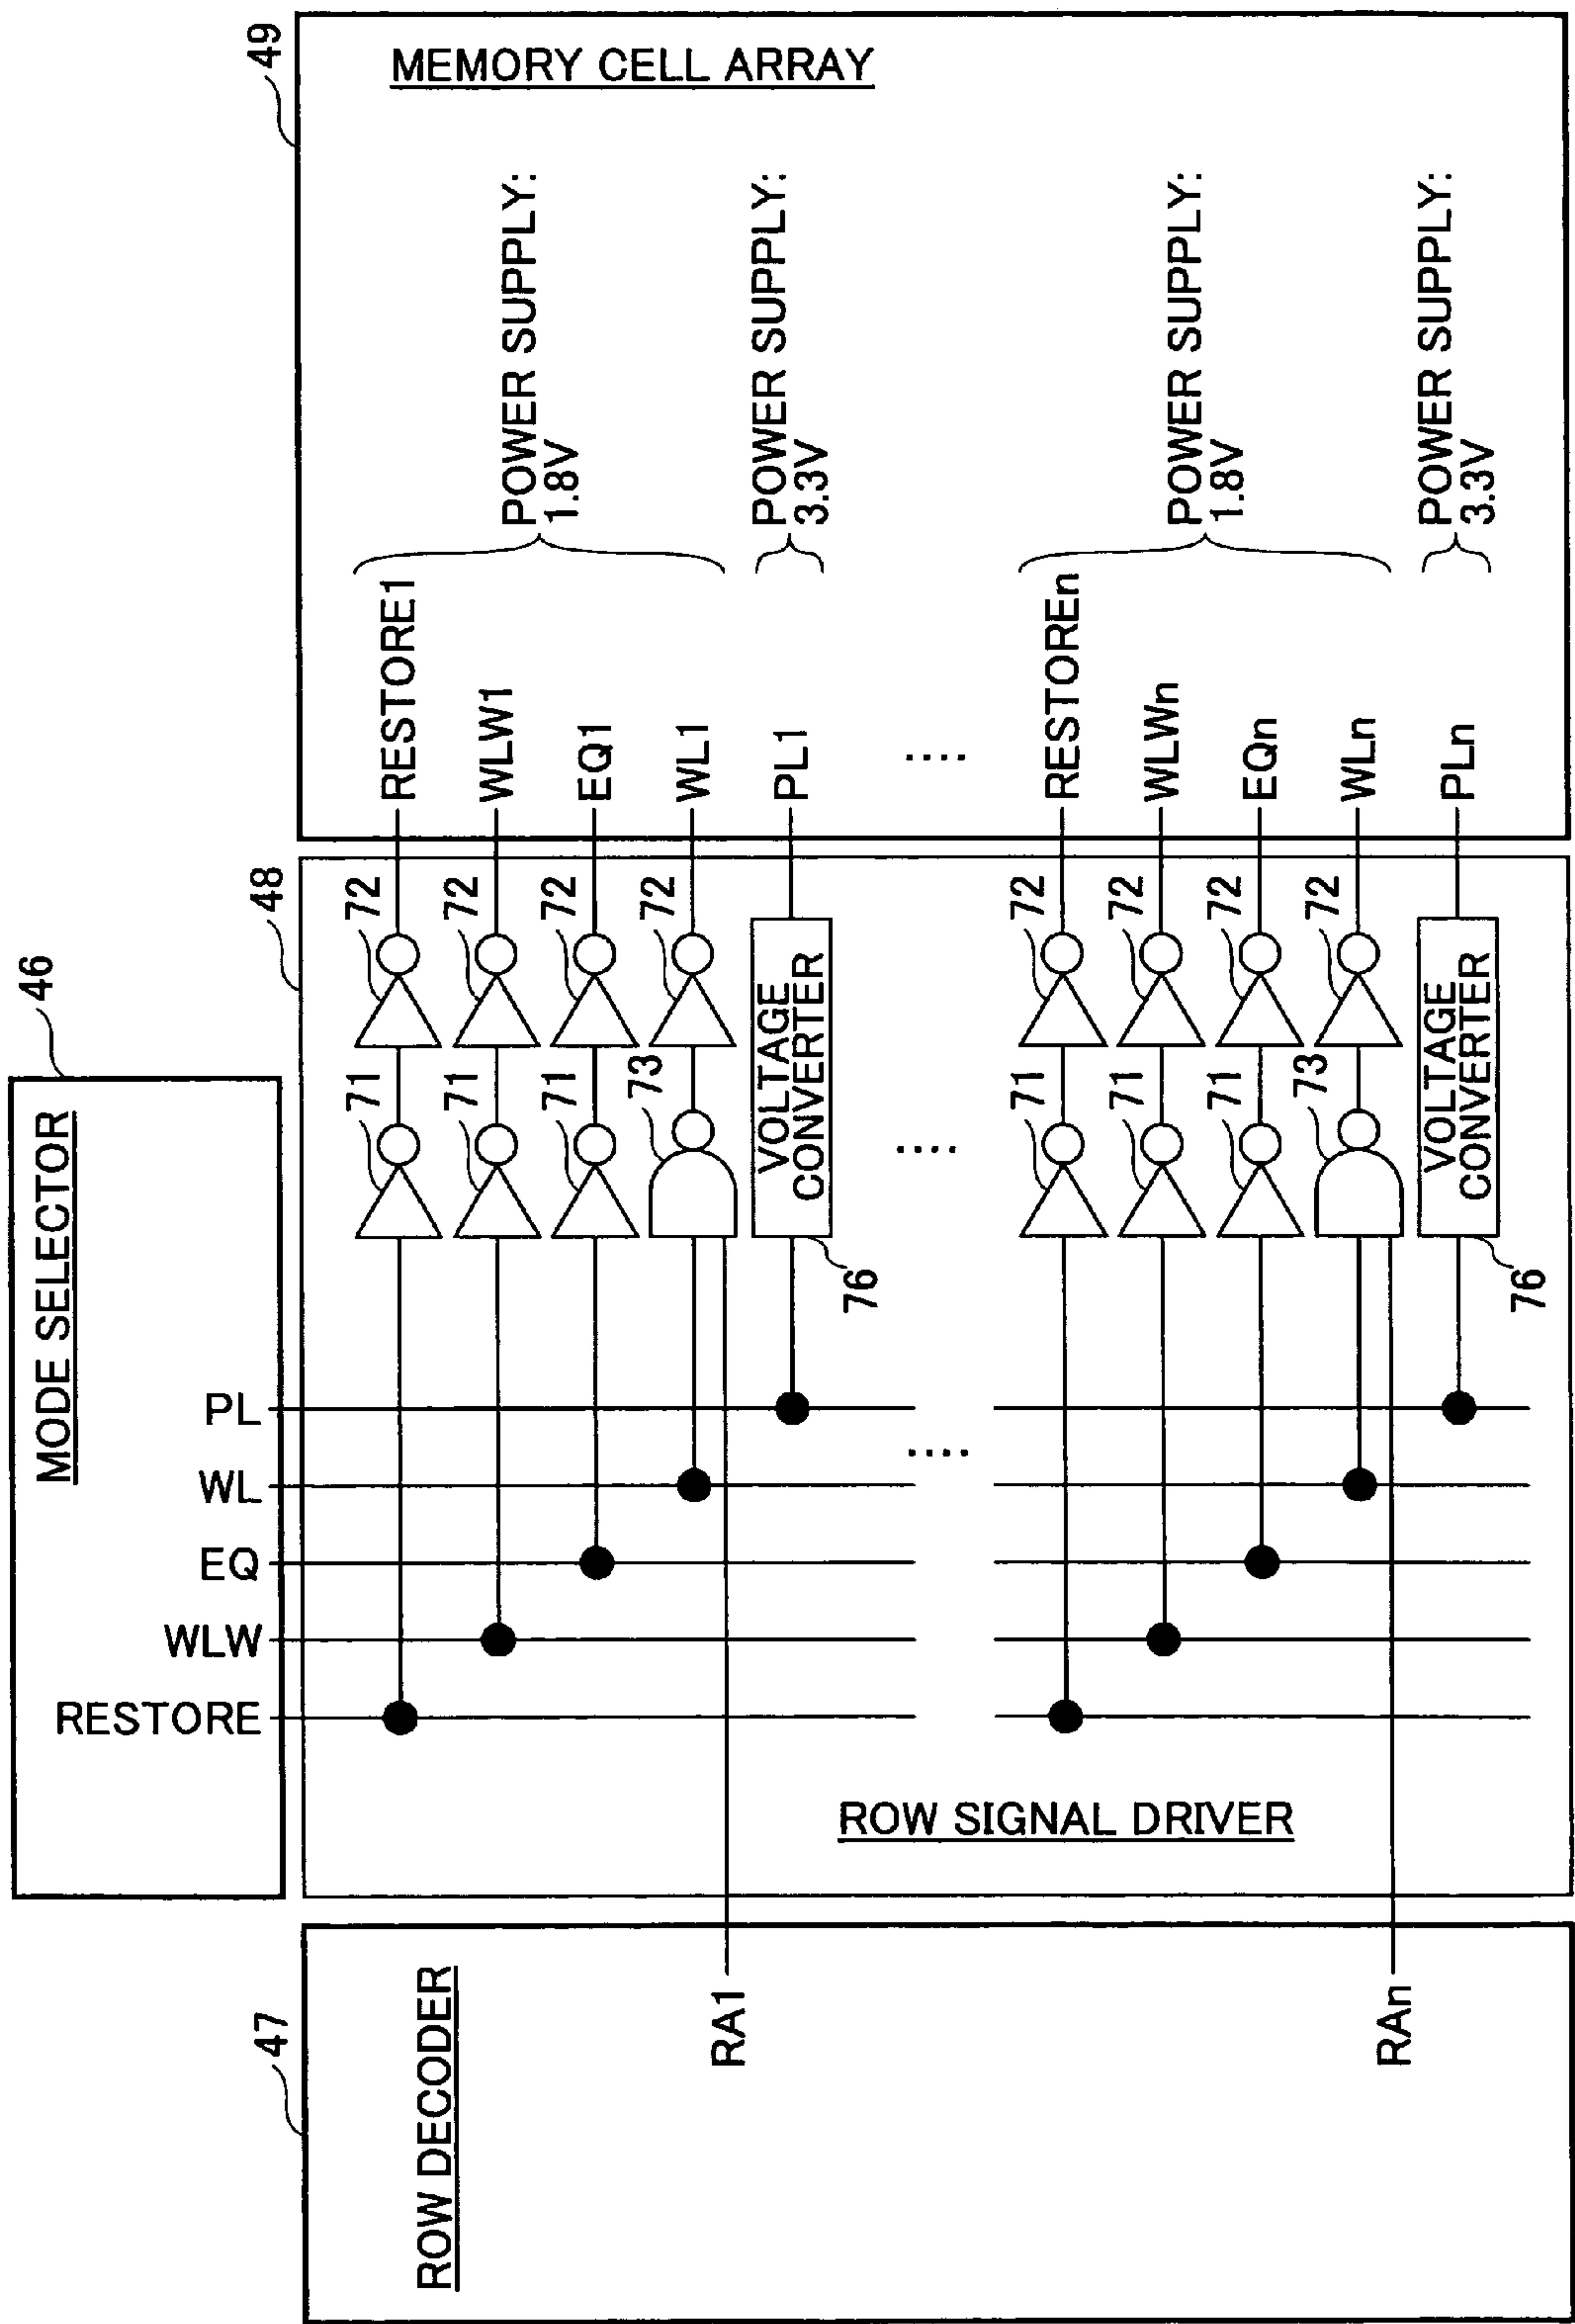 46
MODE SELECTOR
RESTORE
WLW
EQ
WL
PL
47
ROW DECODER
RA1
RAn
48
ROW SIGNAL DRIVER
71
72
71
72
71
72
73
72
VOLTAGE
CONVERTER
76
....
....
71
72
71
72
71
72
73
72
VOLTAGE
CONVERTER
76
49
MEMORY CELL ARRAY
RESTORE1
WLW1
EQ1
WL1
POWER SUPPLY:
1.8V
PL1
POWER SUPPLY:
3.3V
....
RESTOREn
WLWn
EQn
WLn
POWER SUPPLY:
1.8V
PLn
POWER SUPPLY:
3.3V